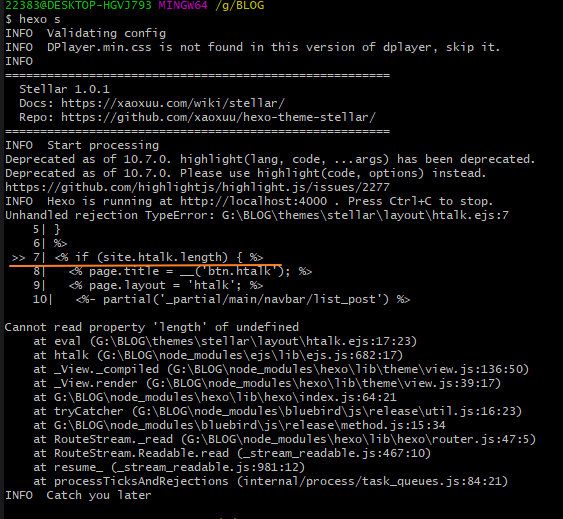 22383@DESKTOP-HGVJ793 MINGW64 /g/BLOG
$ hexo s
INFO  Validating config
INFO  DPlayer.min.css is not found in this version of dplayer, skip it.
INFO
===================================================
  Stellar 1.0.1
  Docs: https://xaoxuu.com/wiki/stellar/
  Repo: https://github.com/xaoxuu/hexo-theme-stellar/
===================================================
INFO  Start processing
Deprecated as of 10.7.0. highlight(lang, code, ...args) has been deprecated.
Deprecated as of 10.7.0. Please use highlight(code, options) instead.
https://github.com/highlightjs/highlight.js/issues/2277
INFO  Hexo is running at http://localhost:4000 . Press Ctrl+C to stop.
Unhandled rejection TypeError: G:\BLOG\themes\stellar\layout\htalk.ejs:7
    5| }
    6| %>
 >> 7| <% if (site.htalk.length) { %>
    8|   <% page.title = __('btn.htalk'); %>
    9|   <% page.layout = 'htalk'; %>
    10|   <%- partial('_partial/main/navbar/list_post') %>
Cannot read property 'length' of undefined
    at eval (G:\BLOG\themes\stellar\layout\htalk.ejs:17:23)
    at htalk (G:\BLOG\node_modules\ejs\lib\ejs.js:682:17)
    at _View._compiled (G:\BLOG\node_modules\hexo\lib\theme\view.js:136:50)
    at _View.render (G:\BLOG\node_modules\hexo\lib\theme\view.js:39:17)
    at G:\BLOG\node_modules\hexo\lib\hexo\index.js:64:21
    at tryCatcher (G:\BLOG\node_modules\bluebird\js\release\util.js:16:23)
    at G:\BLOG\node_modules\bluebird\js\release\method.js:15:34
    at RouteStream._read (G:\BLOG\node_modules\hexo\lib\hexo\router.js:47:5)
    at RouteStream.Readable.read (_stream_readable.js:467:10)
    at resume_ (_stream_readable.js:981:12)
    at processTicksAndRejections (internal/process/task_queues.js:84:21)
INFO  Catch you later